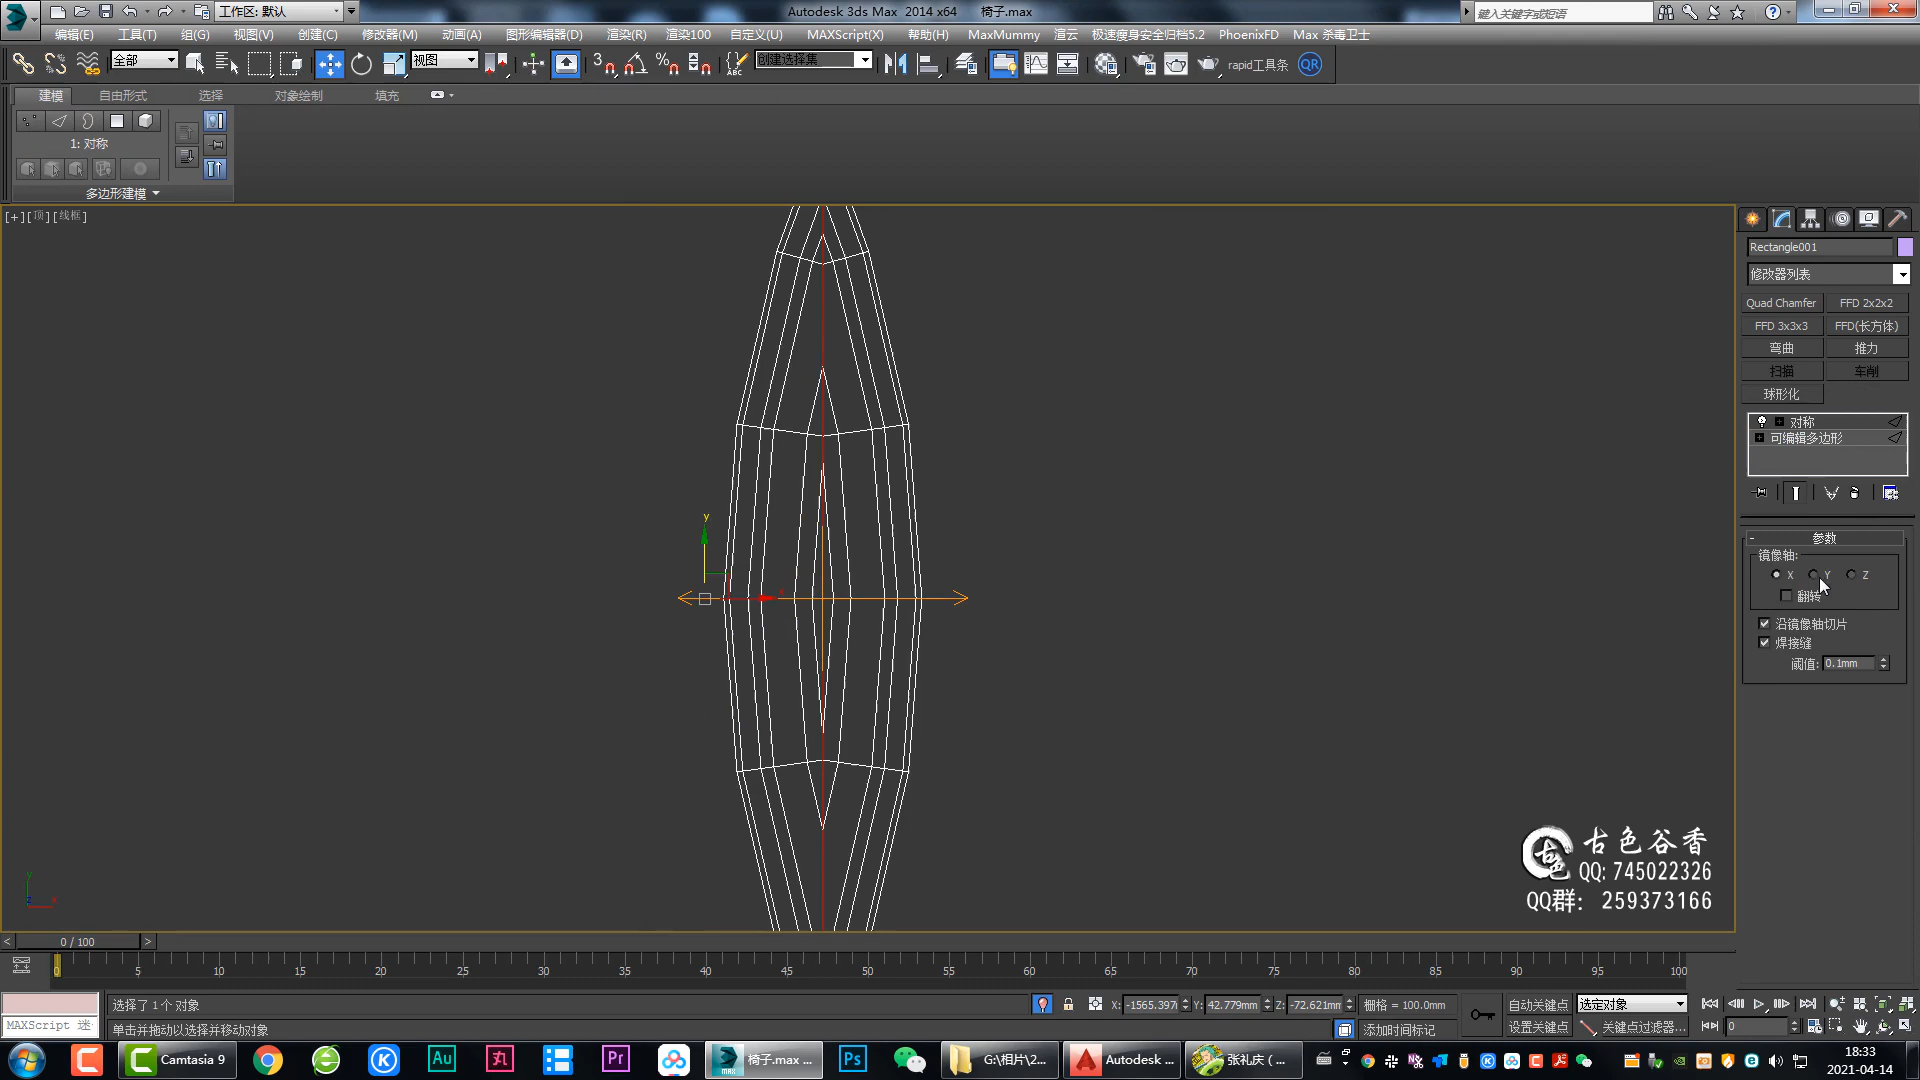 工作区: 默认
Autodesk 3ds Max  2014 x64    椅子.max
键入关键字或短语
编辑(E) 工具(T) 组(G) 视图(V) 创建(C) 修改器(M) 动画(A) 图形编辑器(D) 渲染(R) 渲染100 自定义(U) MAXScript(X) 帮助(H) MaxMummy 渲云 极速瘦身安全归档5.2 PhoenixFD Max 杀毒卫士
全部 视图 3 创建选择集 rapid工具条 QR
建模 自由形式 选择 对象绘制 填充
1: 对称
多边形建模
[+][顶][线框]
Rectangle001
修改器列表
Quad Chamfer FFD 2x2x2
FFD 3x3x3 FFD(长方体)
弯曲 推力
扫描 车削
球形化
对称
可编辑多边形
- 参数
镜像轴:
X Y Z
翻转
沿镜像轴切片
焊接缝
阈值: 0.1mm
y
x
古色谷香
QQ: 745022326
QQ群: 259373166
< 0 / 100 >
0 5 10 15 20 25 30 35 40 45 50 55 60 65 70 75 80 85 90 95 100
选择了 1 个 对象 X: -1565.397 Y: 42.779mm Z: -72.621mm 栅格 = 100.0mm 自动关键点 选定对象
MAXScript 迷 单击并拖动以选择并移动对象 添加时间标记 设置关键点 关键点过滤器... 0
Camtasia 9 Au Pr 椅子.max ... Ps G:\相片\2... Autodesk ... 张礼庆 ( ... 18:33
2021-04-14